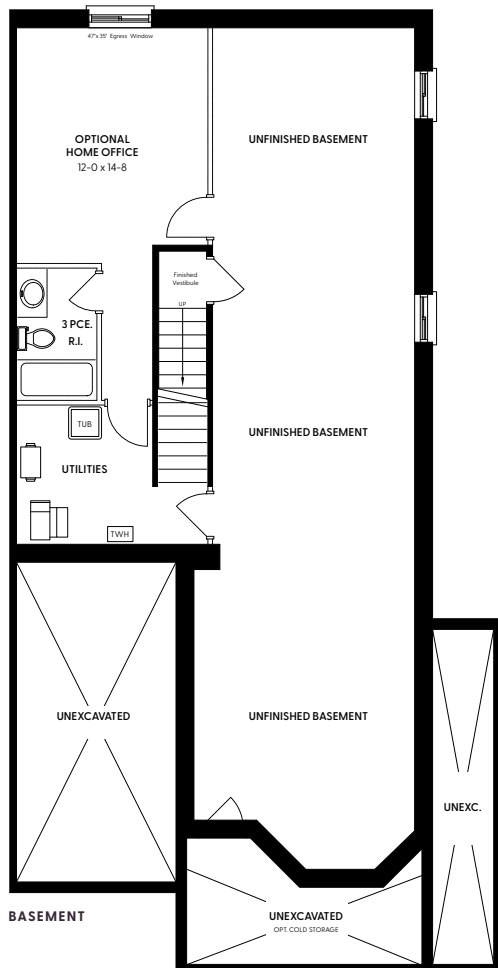 47"x 35" Egress Window
OPTIONAL
HOME OFFICE
12-0 x 14-8
UNFINISHED BASEMENT
Finished
Vestibule
UP
3 PCE.
R.I.
TUB
UNFINISHED BASEMENT
UTILITIES
TWH
UNEXCAVATED
UNFINISHED BASEMENT
UNEXC.
BASEMENT
UNEXCAVATED
OPT. COLD STORAGE